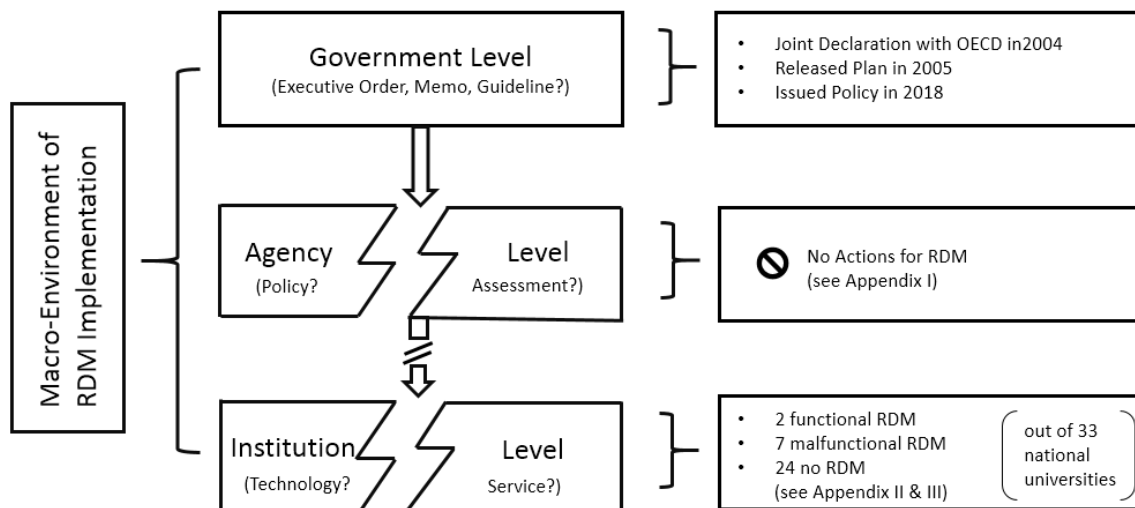 Macro-Environment of
RDM Implementation
Government Level
(Executive Order, Memo, Guideline?)
• Joint Declaration with OECD in2004
• Released Plan in 2005
• Issued Policy in 2018
Agency Level
(Policy? Assessment?)
No Actions for RDM
(see Appendix I)
Institution Level
(Technology? Service?)
• 2 functional RDM
• 7 malfunctional RDM
• 24 no RDM
(see Appendix II & III)
out of 33
national
universities